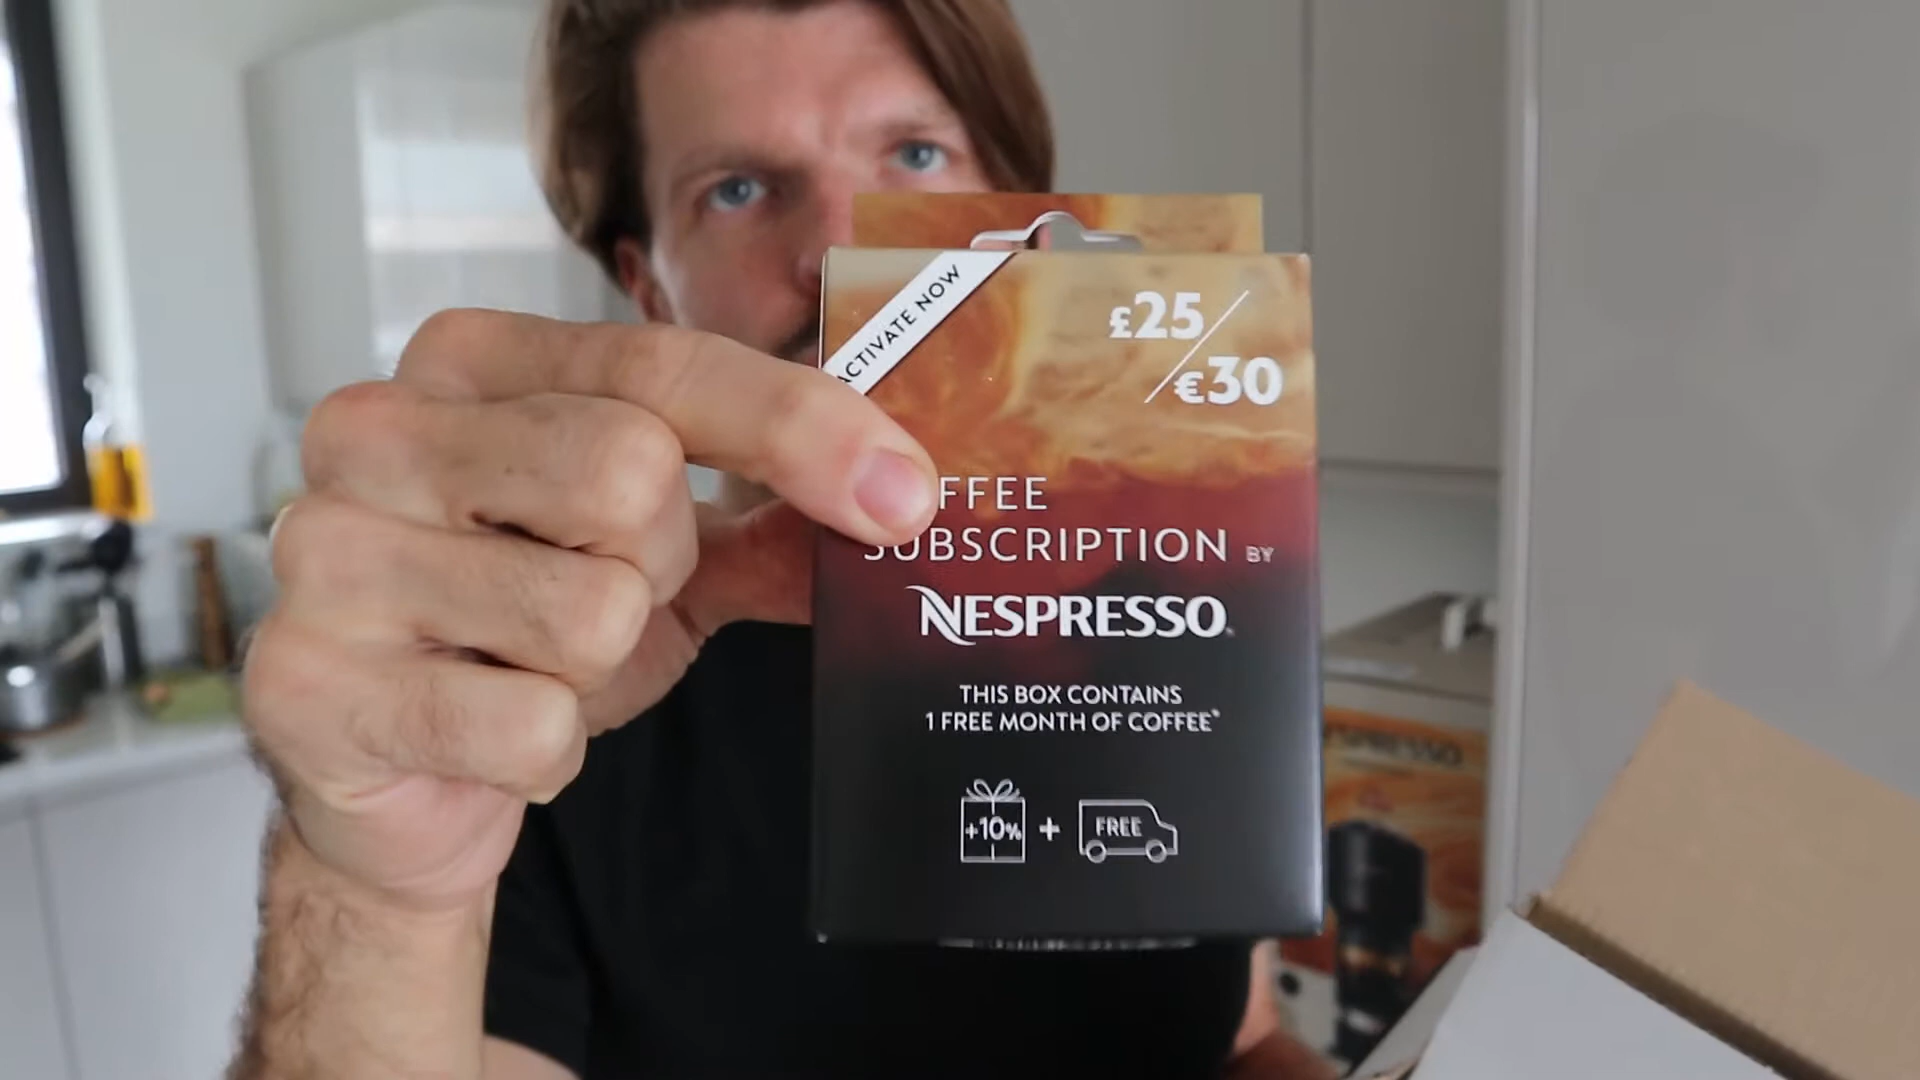 ACTIVATE NOW
£25/
€30
FFEE
SUBSCRIPTION BY
NESPRESSO
THIS BOX CONTAINS
1 FREE MONTH OF COFFEE*
+10% + FREE